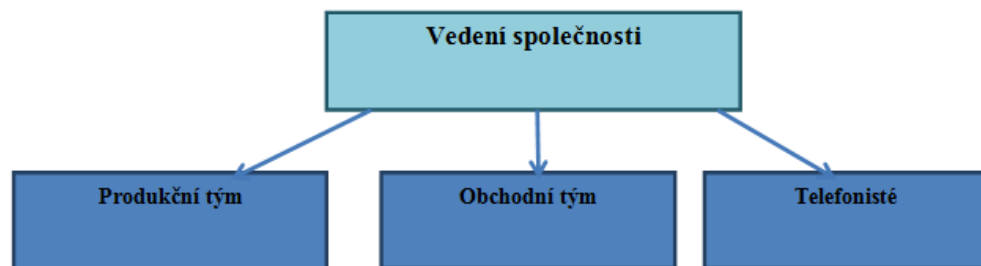 Vedení společnosti
Produkční tým
Obchodní tým
Telefonisté